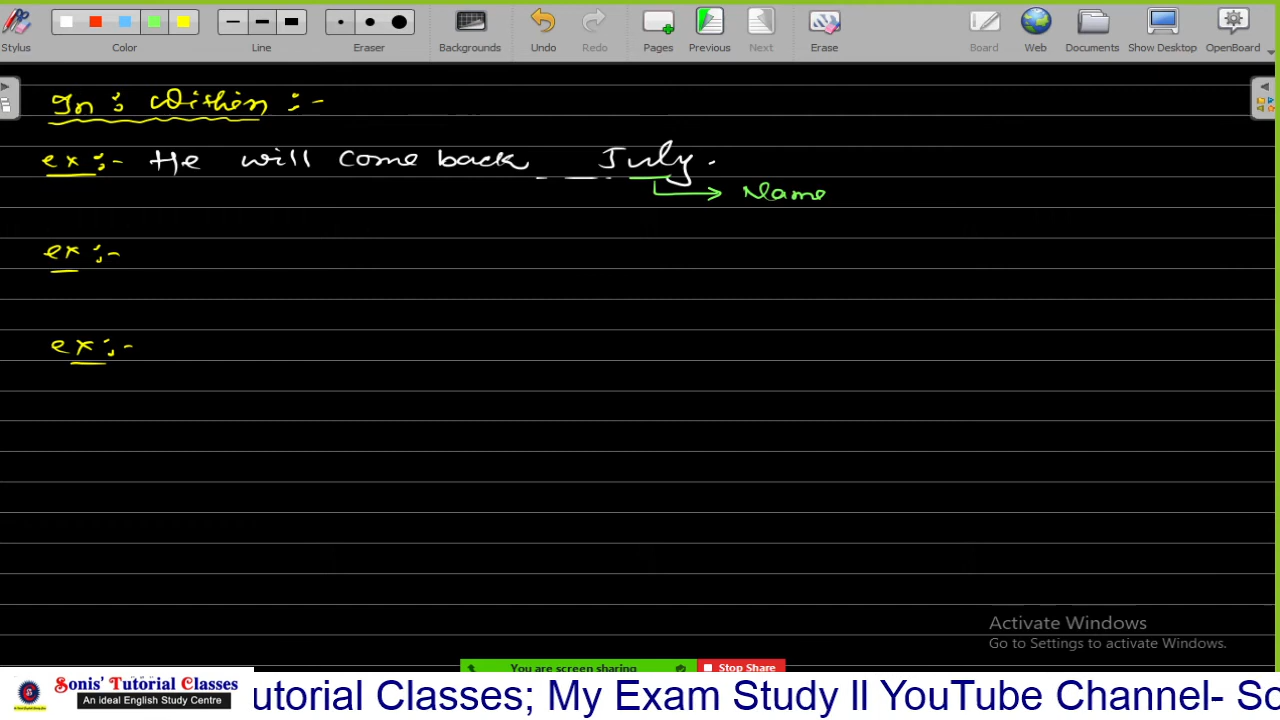 Stylus Color Line Eraser Backgrounds Undo Redo Pages Previous Next Erase Board Web Documents Show Desktop OpenBoard
In : Within :-
ex :- He will come back __ __ July.
Name
ex :-
ex :-
Activate Windows
Go to Settings to activate Windows.
You are screen sharing Stop Share
Sonis' Tutorial Classes
An ideal English Study Centre
utorial Classes; My Exam Study ll YouTube Channel- So